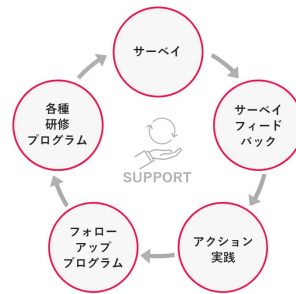 サーベイ
サーベイ
フィード
バック
アクション
実践
フォロー
アップ
プログラム
各種
研修
プログラム
SUPPORT